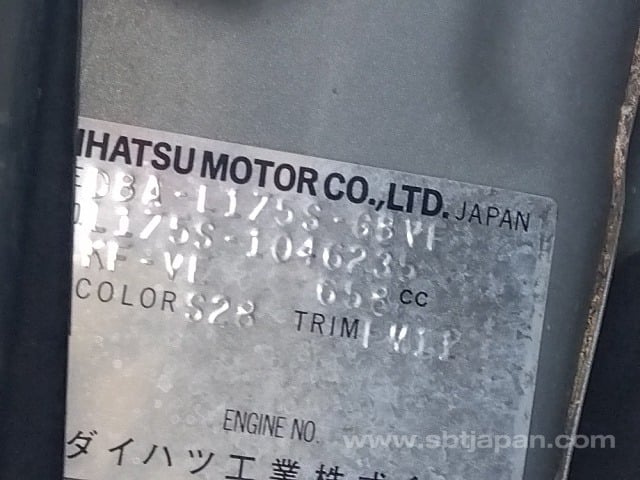 IHATSU MOTOR CO.,LTD. JAPAN
E DBA-L175S-GBVF
O. L175S-1046235
KF-VE 658 CC
COLOR S28 TRIM
ENGINE NO.
ダイハツ工業株式
www.sbtjapan.com